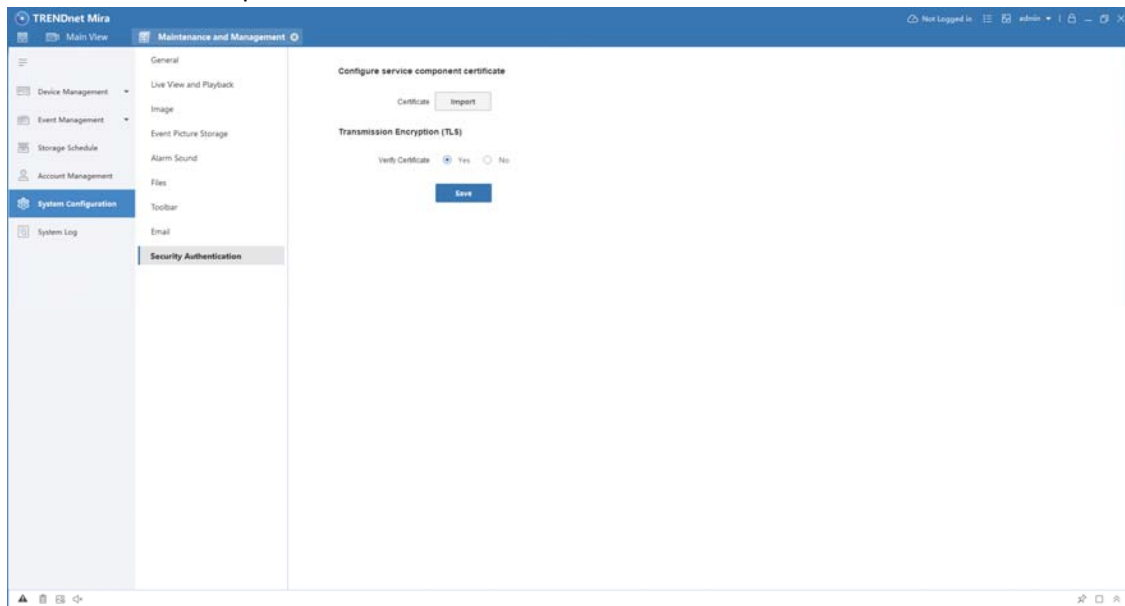 TRENDnet Mira
Not Logged in
admin
Main View
Maintenance and Management
Device Management
Event Management
Storage Schedule
Account Management
System Configuration
System Log
General
Live View and Playback
Image
Event Picture Storage
Alarm Sound
Files
Toolbar
Email
Security Authentication
Configure service component certificate
Certificate Import
Transmission Encryption (TLS)
Verify Certificate Yes No
Save